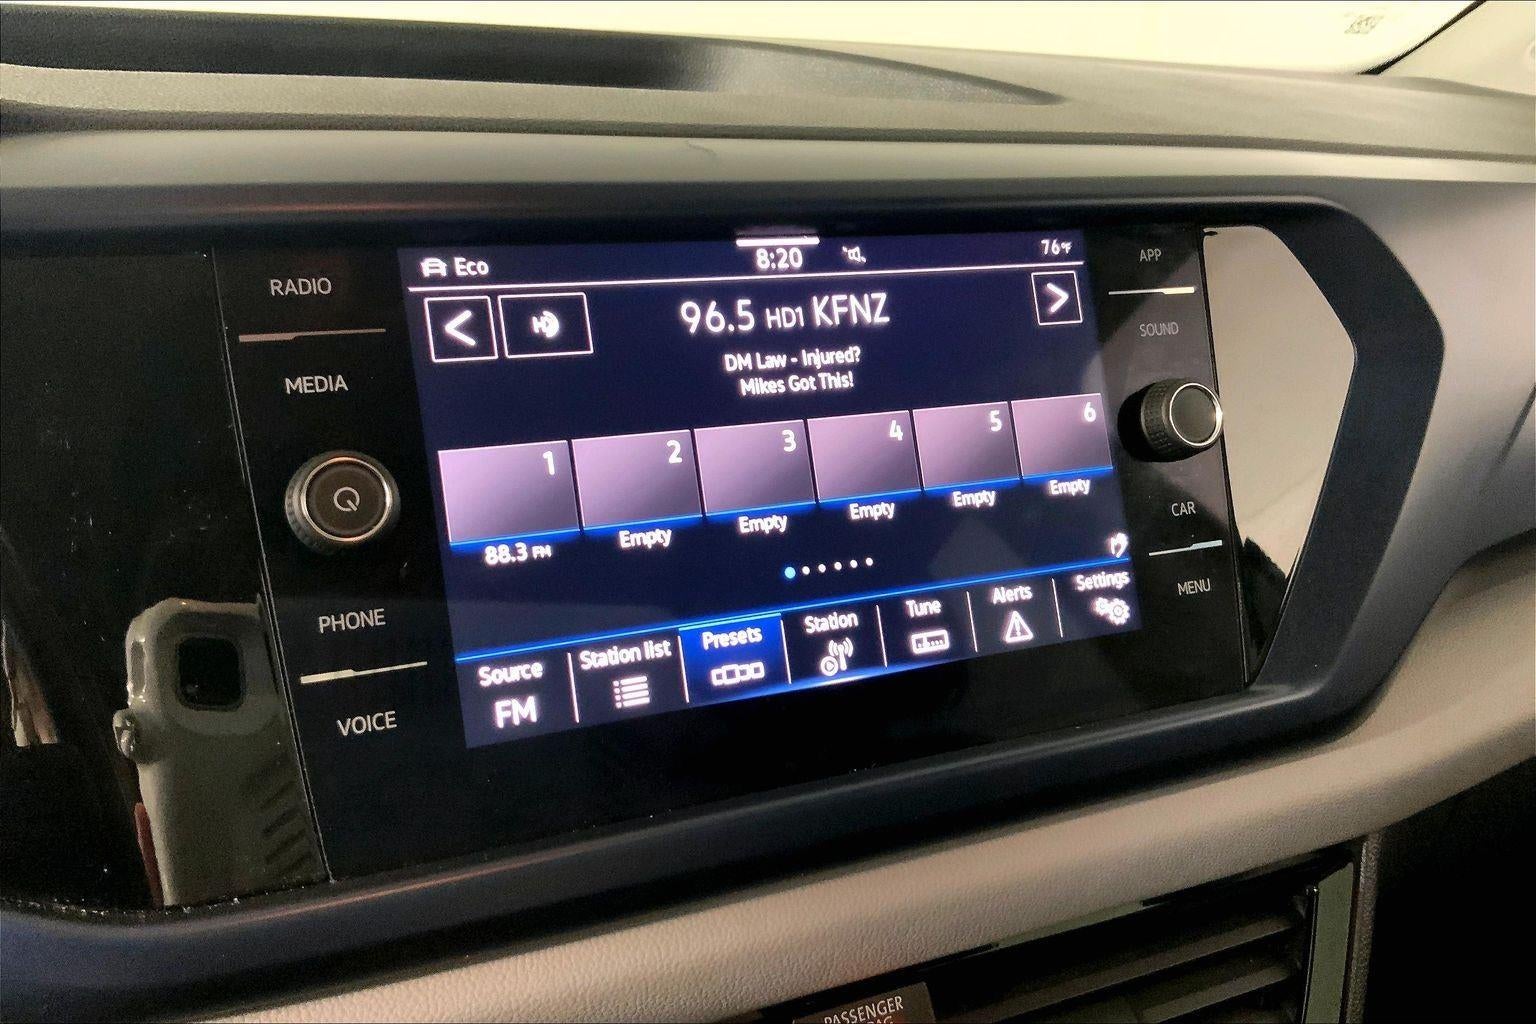 RADIO
MEDIA
PHONE
VOICE
Eco
8:20
76°F
96.5 HD1 KFNZ
DM Law - Injured?
Mikes Got This!
1
2
3
4
5
6
88.3 FM
Empty
Empty
Empty
Empty
Empty
Source
FM
Station list
Presets
Station
Tune
Alerts
Settings
APP
SOUND
CAR
MENU
PASSENGER